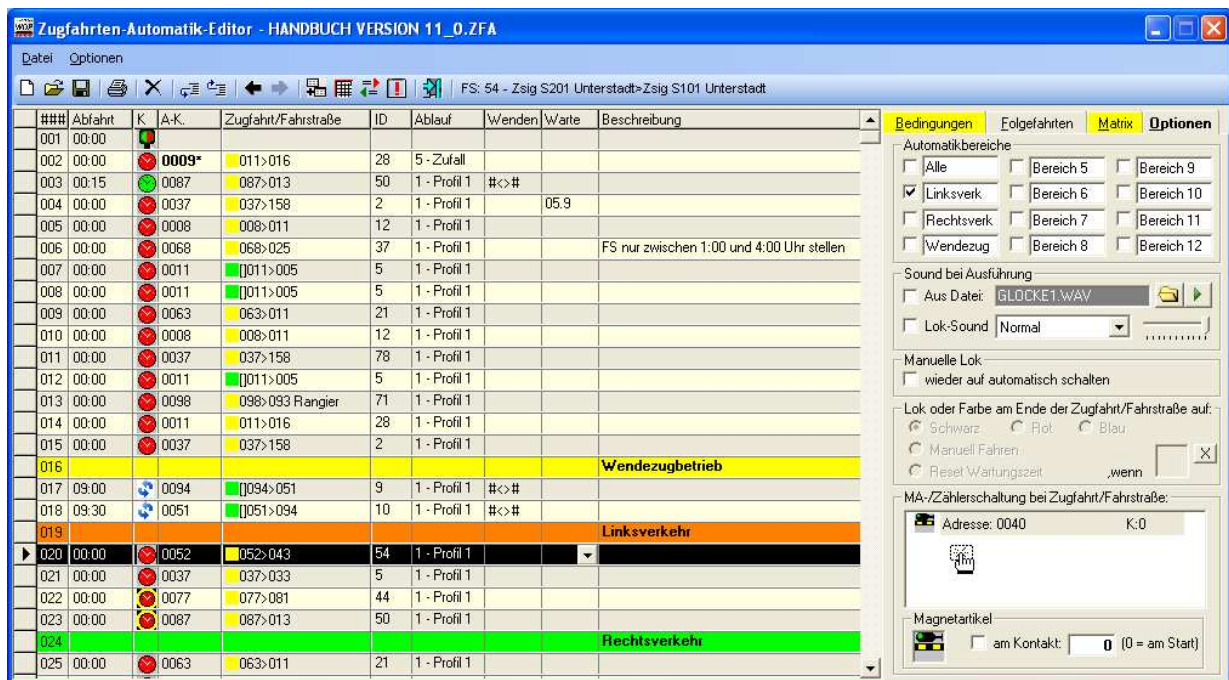 Zugfahrten-Automatik-Editor - HANDBUCH VERSION 11_0.ZFA
Datei Optionen
FS: 54 - Zsig S201 Unterstadt>Zsig S101 Unterstadt
### Abfahrt K A-K. Zugfahrt/Fahrstraße ID Ablauf Wenden Warte Beschreibung
001 00:00
002 00:00 0009* 011>016 28 5 - Zufall
003 00:15 0087 087>013 50 1 - Profil 1 #<>#
004 00:00 0037 037>158 2 1 - Profil 1 05.9
005 00:00 0008 008>011 12 1 - Profil 1
006 00:00 0068 068>025 37 1 - Profil 1 FS nur zwischen 1:00 und 4:00 Uhr stellen
007 00:00 0011 []011>005 5 1 - Profil 1
008 00:00 0011 []011>005 5 1 - Profil 1
009 00:00 0063 063>011 21 1 - Profil 1
010 00:00 0008 008>011 12 1 - Profil 1
011 00:00 0037 037>158 78 1 - Profil 1
012 00:00 0011 []011>005 5 1 - Profil 1
013 00:00 0098 098>093 Rangier 71 1 - Profil 1
014 00:00 0011 011>016 28 1 - Profil 1
015 00:00 0037 037>158 2 1 - Profil 1
016 Wendezugbetrieb
017 09:00 0094 []094>051 9 1 - Profil 1 #<>#
018 09:30 0051 []051>094 10 1 - Profil 1 #<>#
019 Linksverkehr
020 00:00 0052 052>043 54 1 - Profil 1
021 00:00 0037 037>033 5 1 - Profil 1
022 00:00 0077 077>081 44 1 - Profil 1
023 00:00 0087 087>013 50 1 - Profil 1
024 Rechtsverkehr
025 00:00 0063 063>011 21 1 - Profil 1
Bedingungen Folgefahrten Matrix Optionen
Automatikbereiche
Alle Bereich 5 Bereich 9
Linksverk Bereich 6 Bereich 10
Rechtsverk Bereich 7 Bereich 11
Wendezug Bereich 8 Bereich 12
Sound bei Ausführung
Aus Datei: GLOCKE1.WAV
Lok-Sound Normal
Manuelle Lok
wieder auf automatisch schalten
Lok oder Farbe am Ende der Zugfahrt/Fahrstraße auf:
Schwarz Rot Blau
Manuell Fahren
Reset Wartungszeit ,wenn X
MA-/Zählerschaltung bei Zugfahrt/Fahrstraße:
Adresse: 0040 K:0
Magnetartikel
am Kontakt: 0 (0 = am Start)